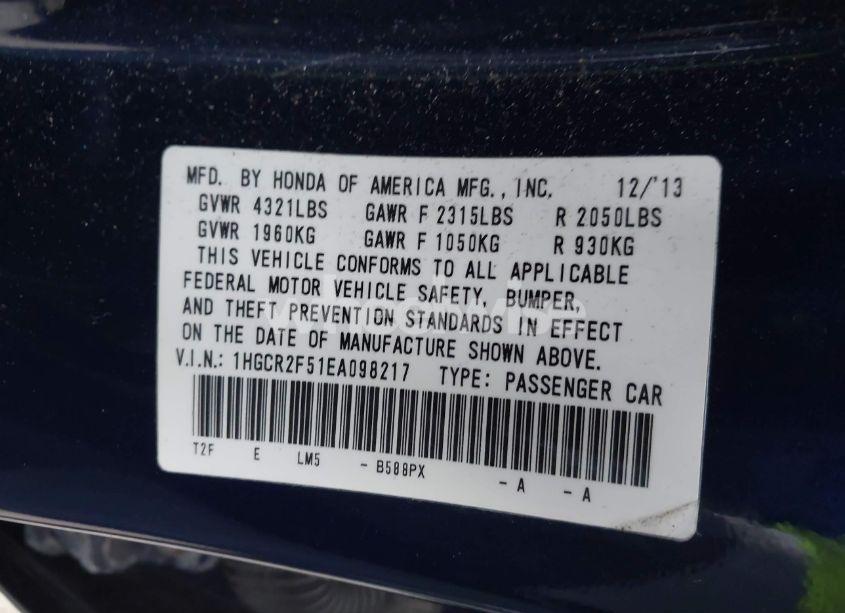 MFD. BY HONDA OF AMERICA MFG., INC. 12/'13
GVWR 4321LBS GAWR F 2315LBS R 2050LBS
GVWR 1960KG GAWR F 1050KG R 930KG
THIS VEHICLE CONFORMS TO ALL APPLICABLE
FEDERAL MOTOR VEHICLE SAFETY, BUMPER,
AND THEFT PREVENTION STANDARDS IN EFFECT
ON THE DATE OF MANUFACTURE SHOWN ABOVE.
V.I.N.: 1HGCR2F51EA098217 TYPE: PASSENGER CAR
T2F E LM5 - B588PX - A - A